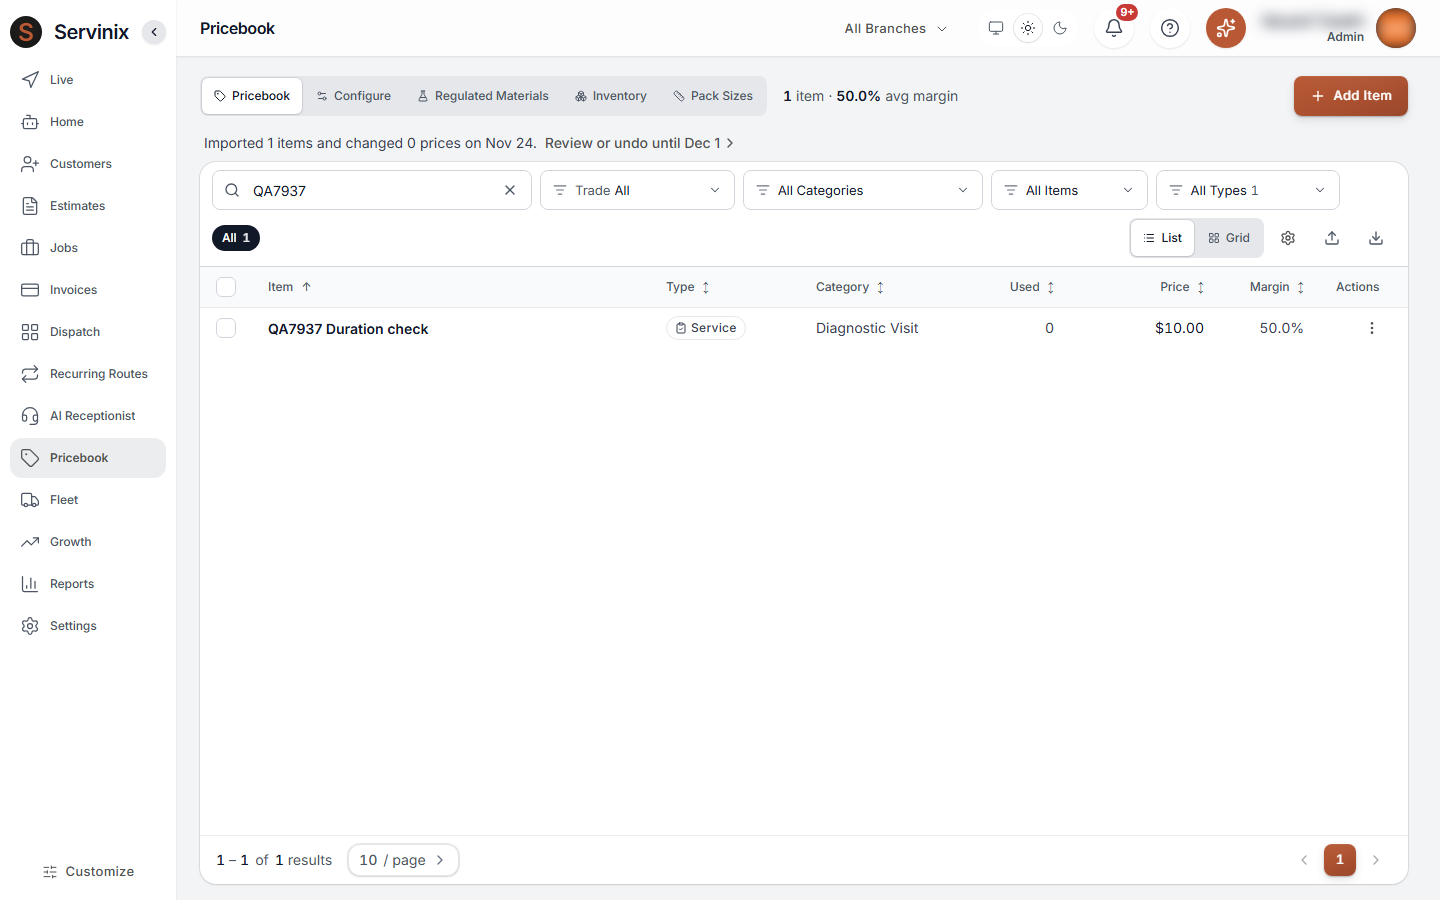 S Servinix
Live
Home
Customers
Estimates
Jobs
Invoices
Dispatch
Recurring Routes
AI Receptionist
Pricebook
Fleet
Growth
Reports
Settings
Customize
Pricebook
All Branches
9+
Admin
Pricebook Configure Regulated Materials Inventory Pack Sizes 1 item · 50.0% avg margin
+ Add Item
Imported 1 items and changed 0 prices on Nov 24. Review or undo until Dec 1
QA7937 Trade All All Categories All Items All Types 1
All 1
List Grid
Item Type Category Used Price Margin Actions
QA7937 Duration check Service Diagnostic Visit 0 $10.00 50.0%
1 – 1 of 1 results 10 / page
1